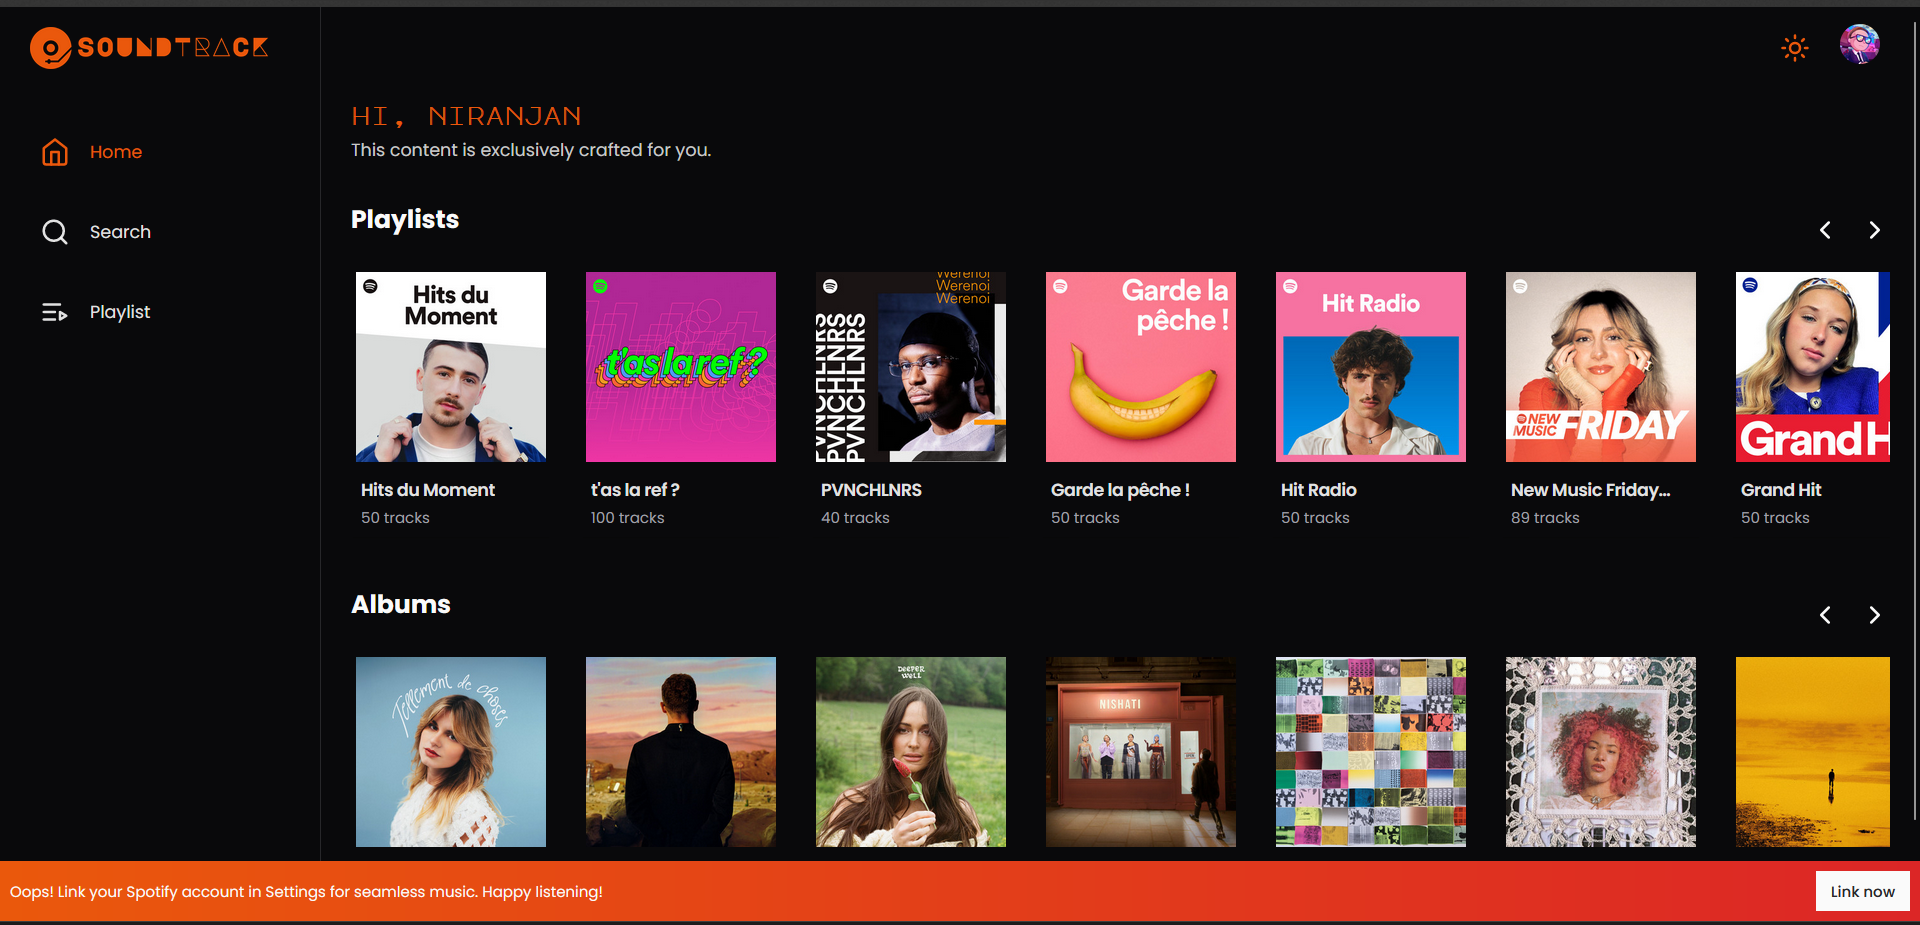 SOUNDTRACK
HI, NIRANJAN
This content is exclusively crafted for you.
Home
Search
Playlist
Playlists
Hits du
Moment
t'as la ref ?
Werenoi
Werenoi
Werenoi
PVNCHLNRS
PVNCHLNRS
PVNCHLNRS
Garde la
pêche !
Hit Radio
NEW
MUSIC FRIDAY
Grand H
Hits du Moment
t'as la ref ?
PVNCHLNRS
Garde la pêche !
Hit Radio
New Music Friday...
Grand Hit
50 tracks
100 tracks
40 tracks
50 tracks
50 tracks
89 tracks
50 tracks
Albums
Tellement de choses
DEEPER
WELL
NISHATI
Oops! Link your Spotify account in Settings for seamless music. Happy listening!
Link now